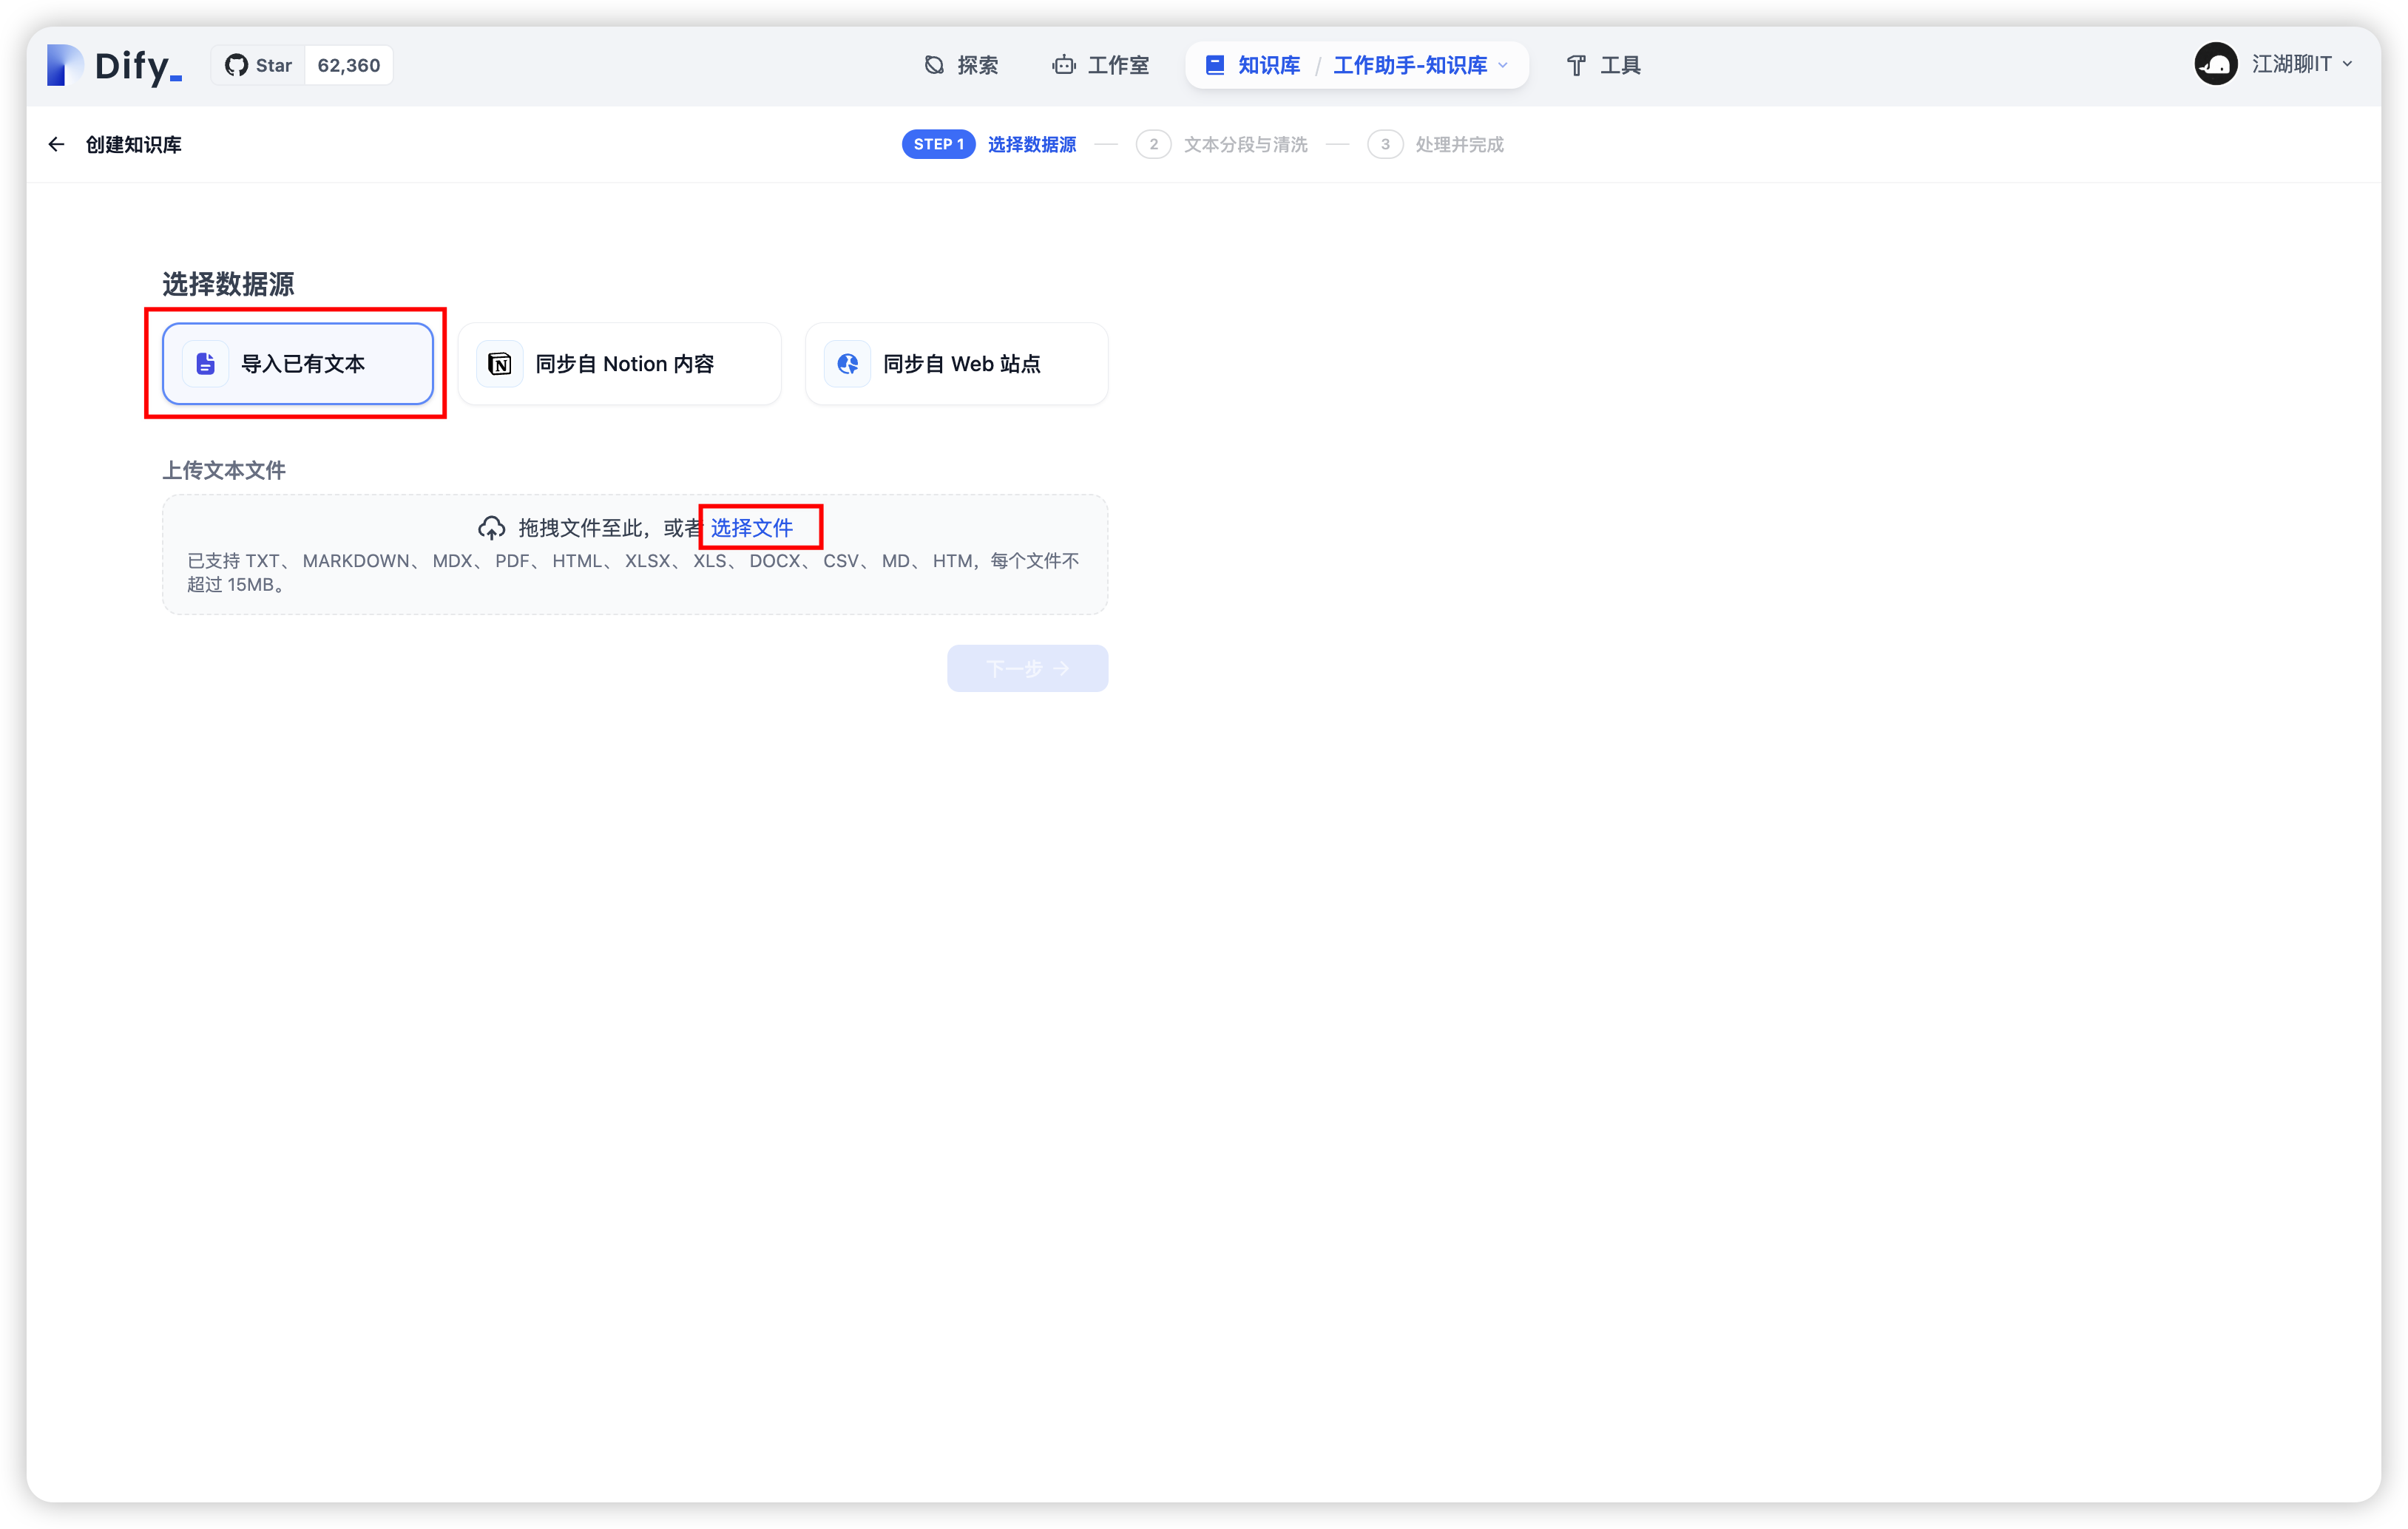 Dify_
Star 62,360
探索 工作室 知识库 / 工作助手-知识库 工具
江湖聊IT
创建知识库
STEP 1 选择数据源 2 文本分段与清洗 3 处理并完成
选择数据源
导入已有文本 同步自 Notion 内容 同步自 Web 站点
上传文本文件
拖拽文件至此，或者 选择文件
已支持 TXT、 MARKDOWN、 MDX、 PDF、 HTML、 XLSX、 XLS、 DOCX、 CSV、 MD、 HTM，每个文件不
超过 15MB。
下一步